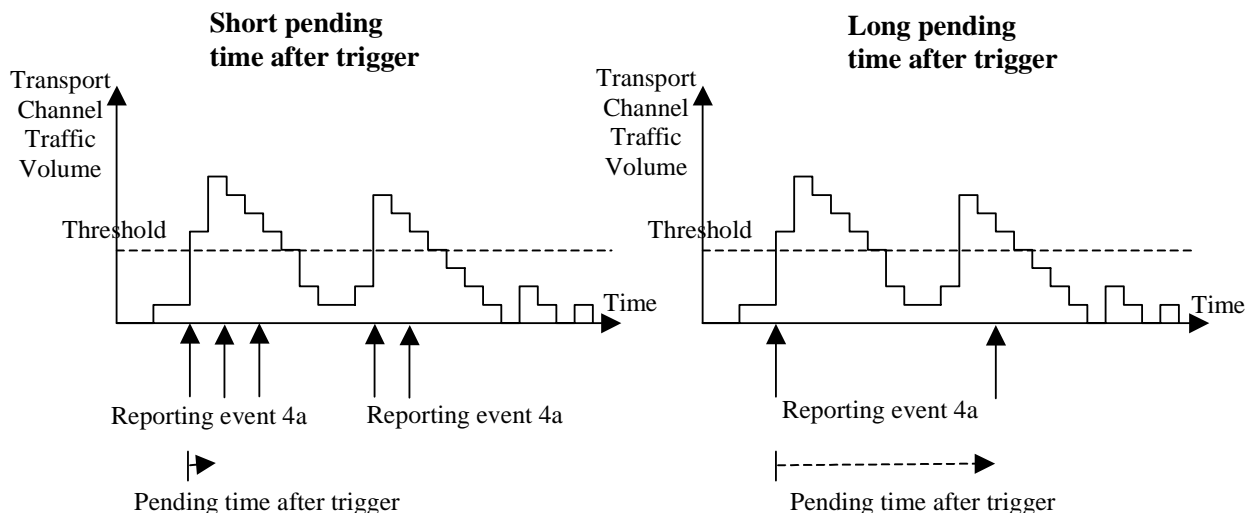 Short pending
time after trigger
Transport
Channel
Traffic
Volume
Threshold
Time
Reporting event 4a
Reporting event 4a
Pending time after trigger
Long pending
time after trigger
Transport
Channel
Traffic
Volume
Threshold
Time
Reporting event 4a
Pending time after trigger